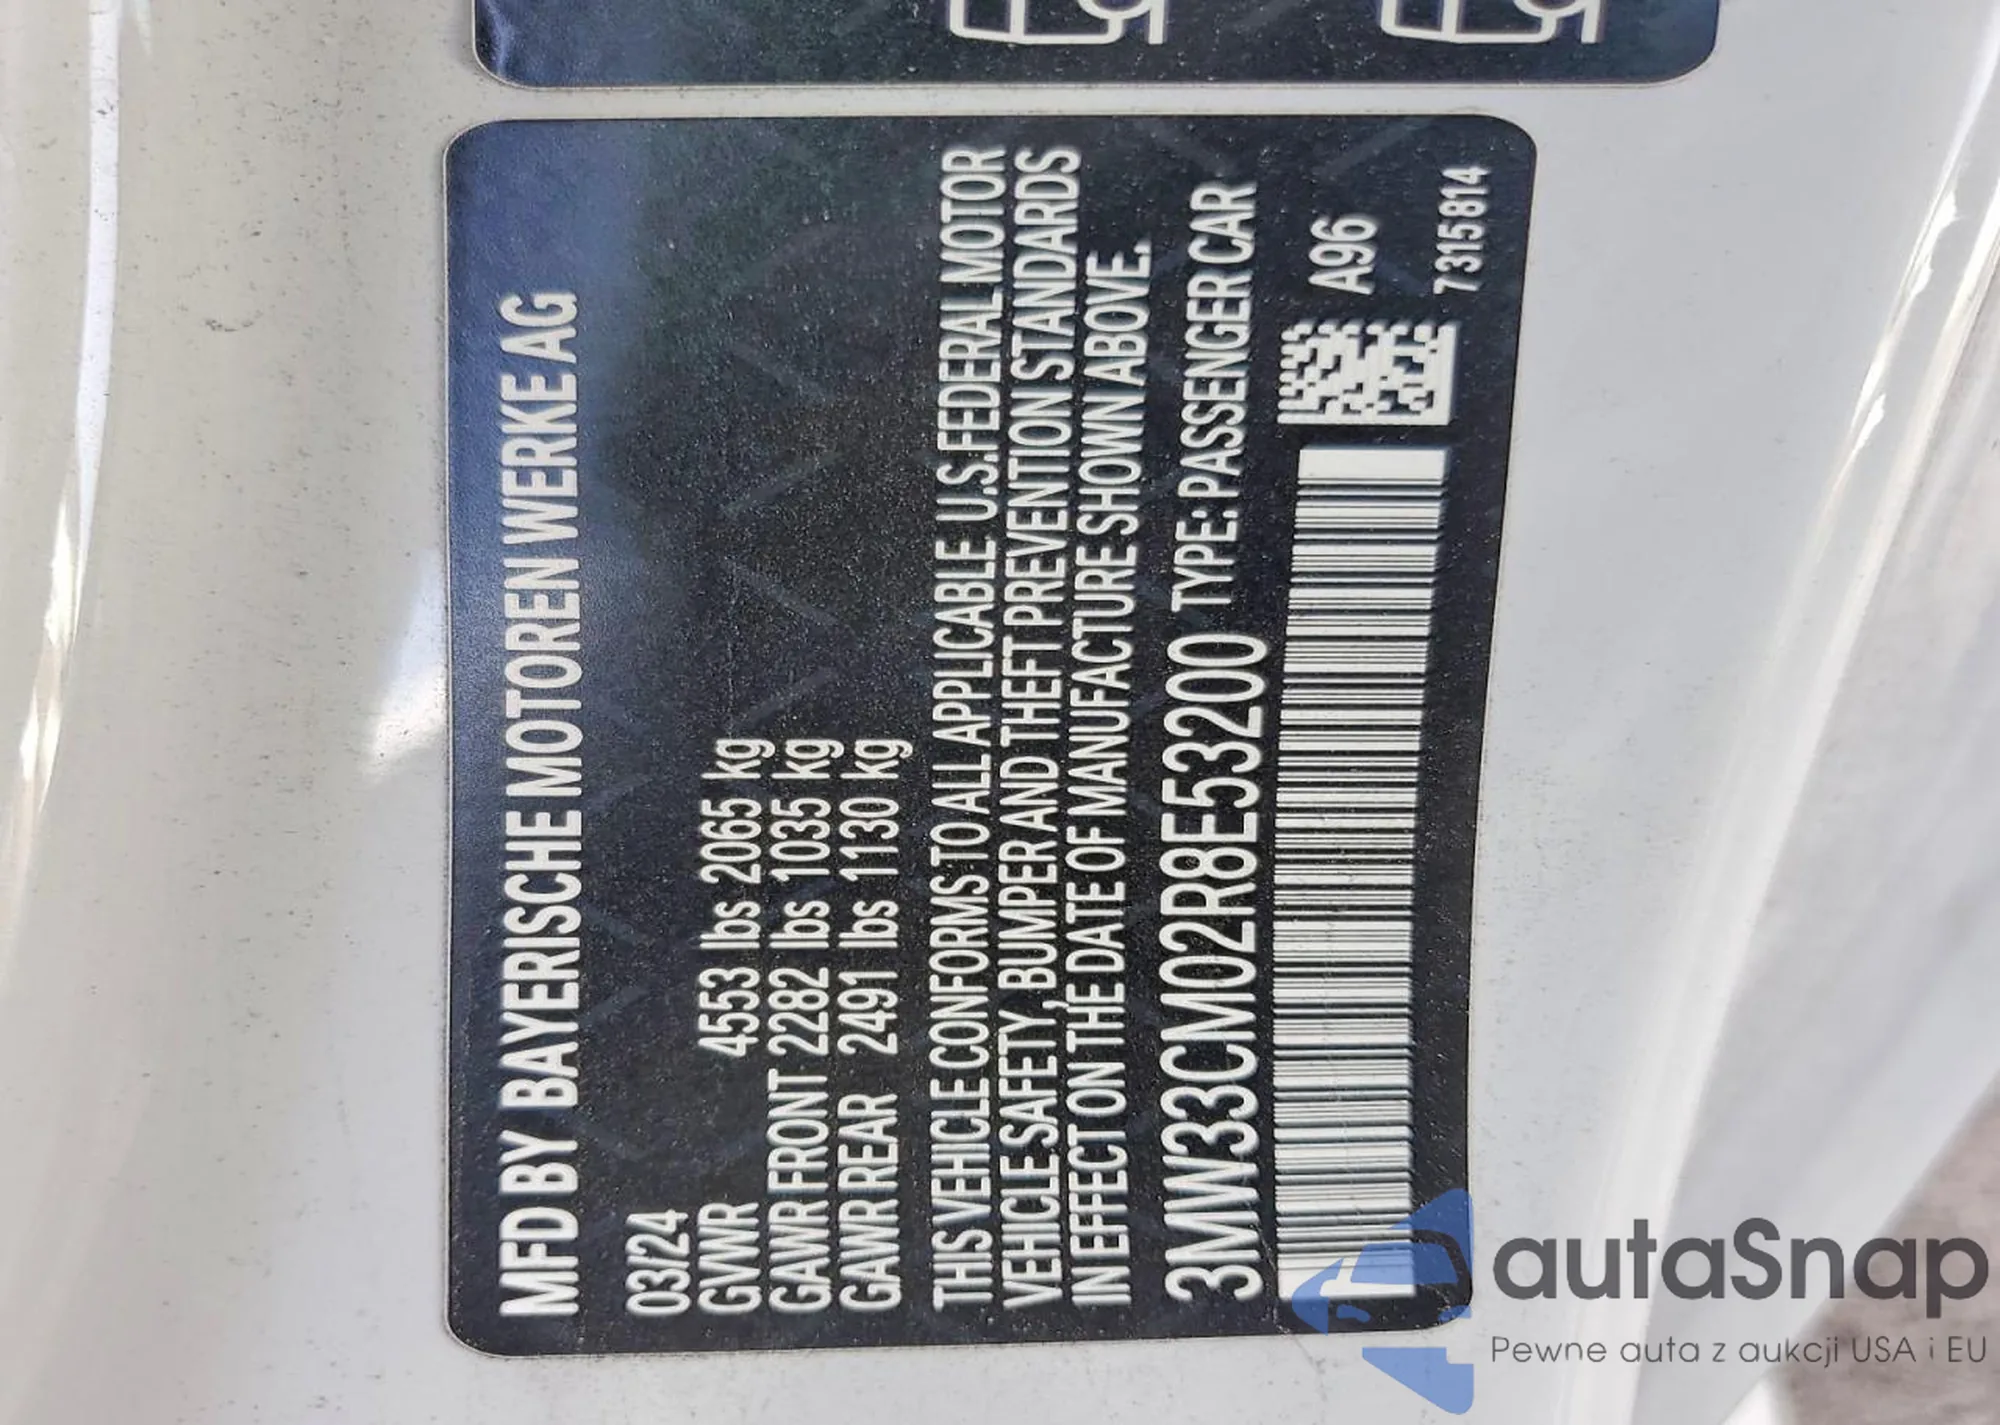 MFD BY BAYERISCHE MOTOREN WERKE AG
03/24
GVWR 4553 lbs 2065 kg
GAWR FRONT 2282 lbs 1035 kg
GAWR REAR 2491 lbs 1130 kg
THIS VEHICLE CONFORMS TO ALL APPLICABLE U.S. FEDERAL MOTOR
VEHICLE SAFETY, BUMPER AND THEFT PREVENTION STANDARDS
IN EFFECT ON THE DATE OF MANUFACTURE SHOWN ABOVE.
3MW33CM02R8E53200 TYPE: PASSENGER CAR
A96
7315814
autaSnap
Pewne auta z aukcji USA i EU